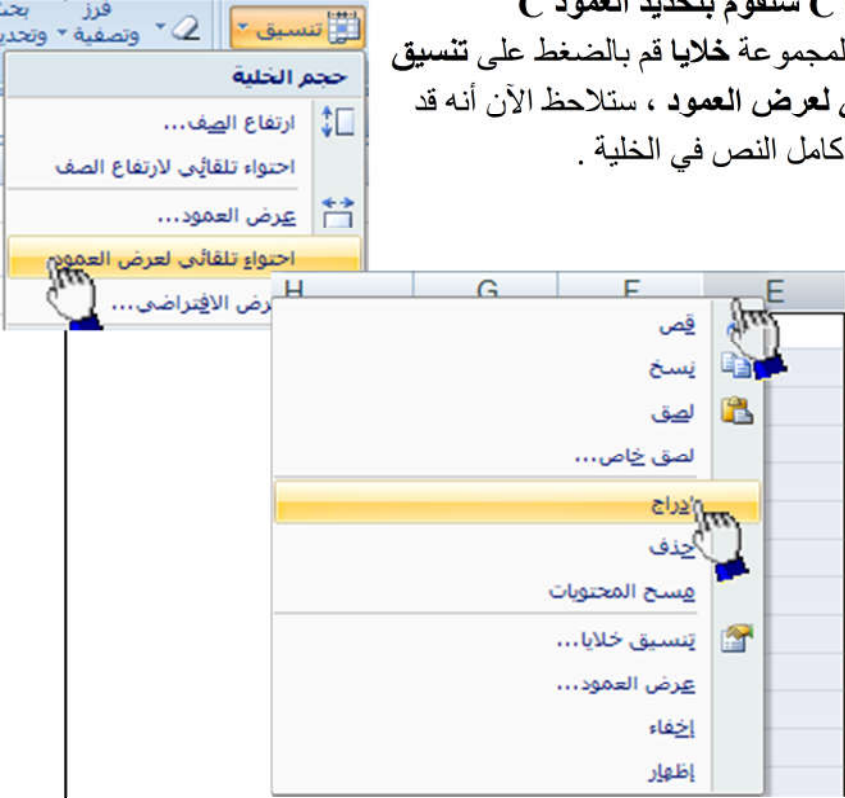 C سنقوم بتحديد العمود C
لمجموعة خلايا قم بالضغط على تنسيق
لعرض العمود ، ستلاحظ الآن أنه قد
كامل النص في الخلية .
تنسيق
فرز
وتصفية
بحث
حجم الخلية
ارتفاع الصف...
احتواء تلقائي لارتفاع الصف
عرض العمود...
احتواء تلقائي لعرض العمود
الافتراضي...
H G F E
قص
نسخ
لصق
لصق خاص...
إدراج
حذف
مسح المحتويات
تنسيق خلايا...
عرض العمود...
إخفاء
إظهار